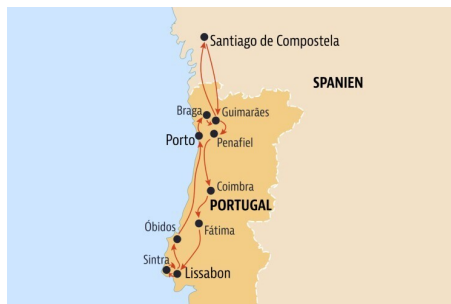 Santiago de Compostela
SPANIEN
Braga
Guimarães
Porto
Penafiel
Coimbra
PORTUGAL
Óbidos
Fátima
Sintra
Lissabon